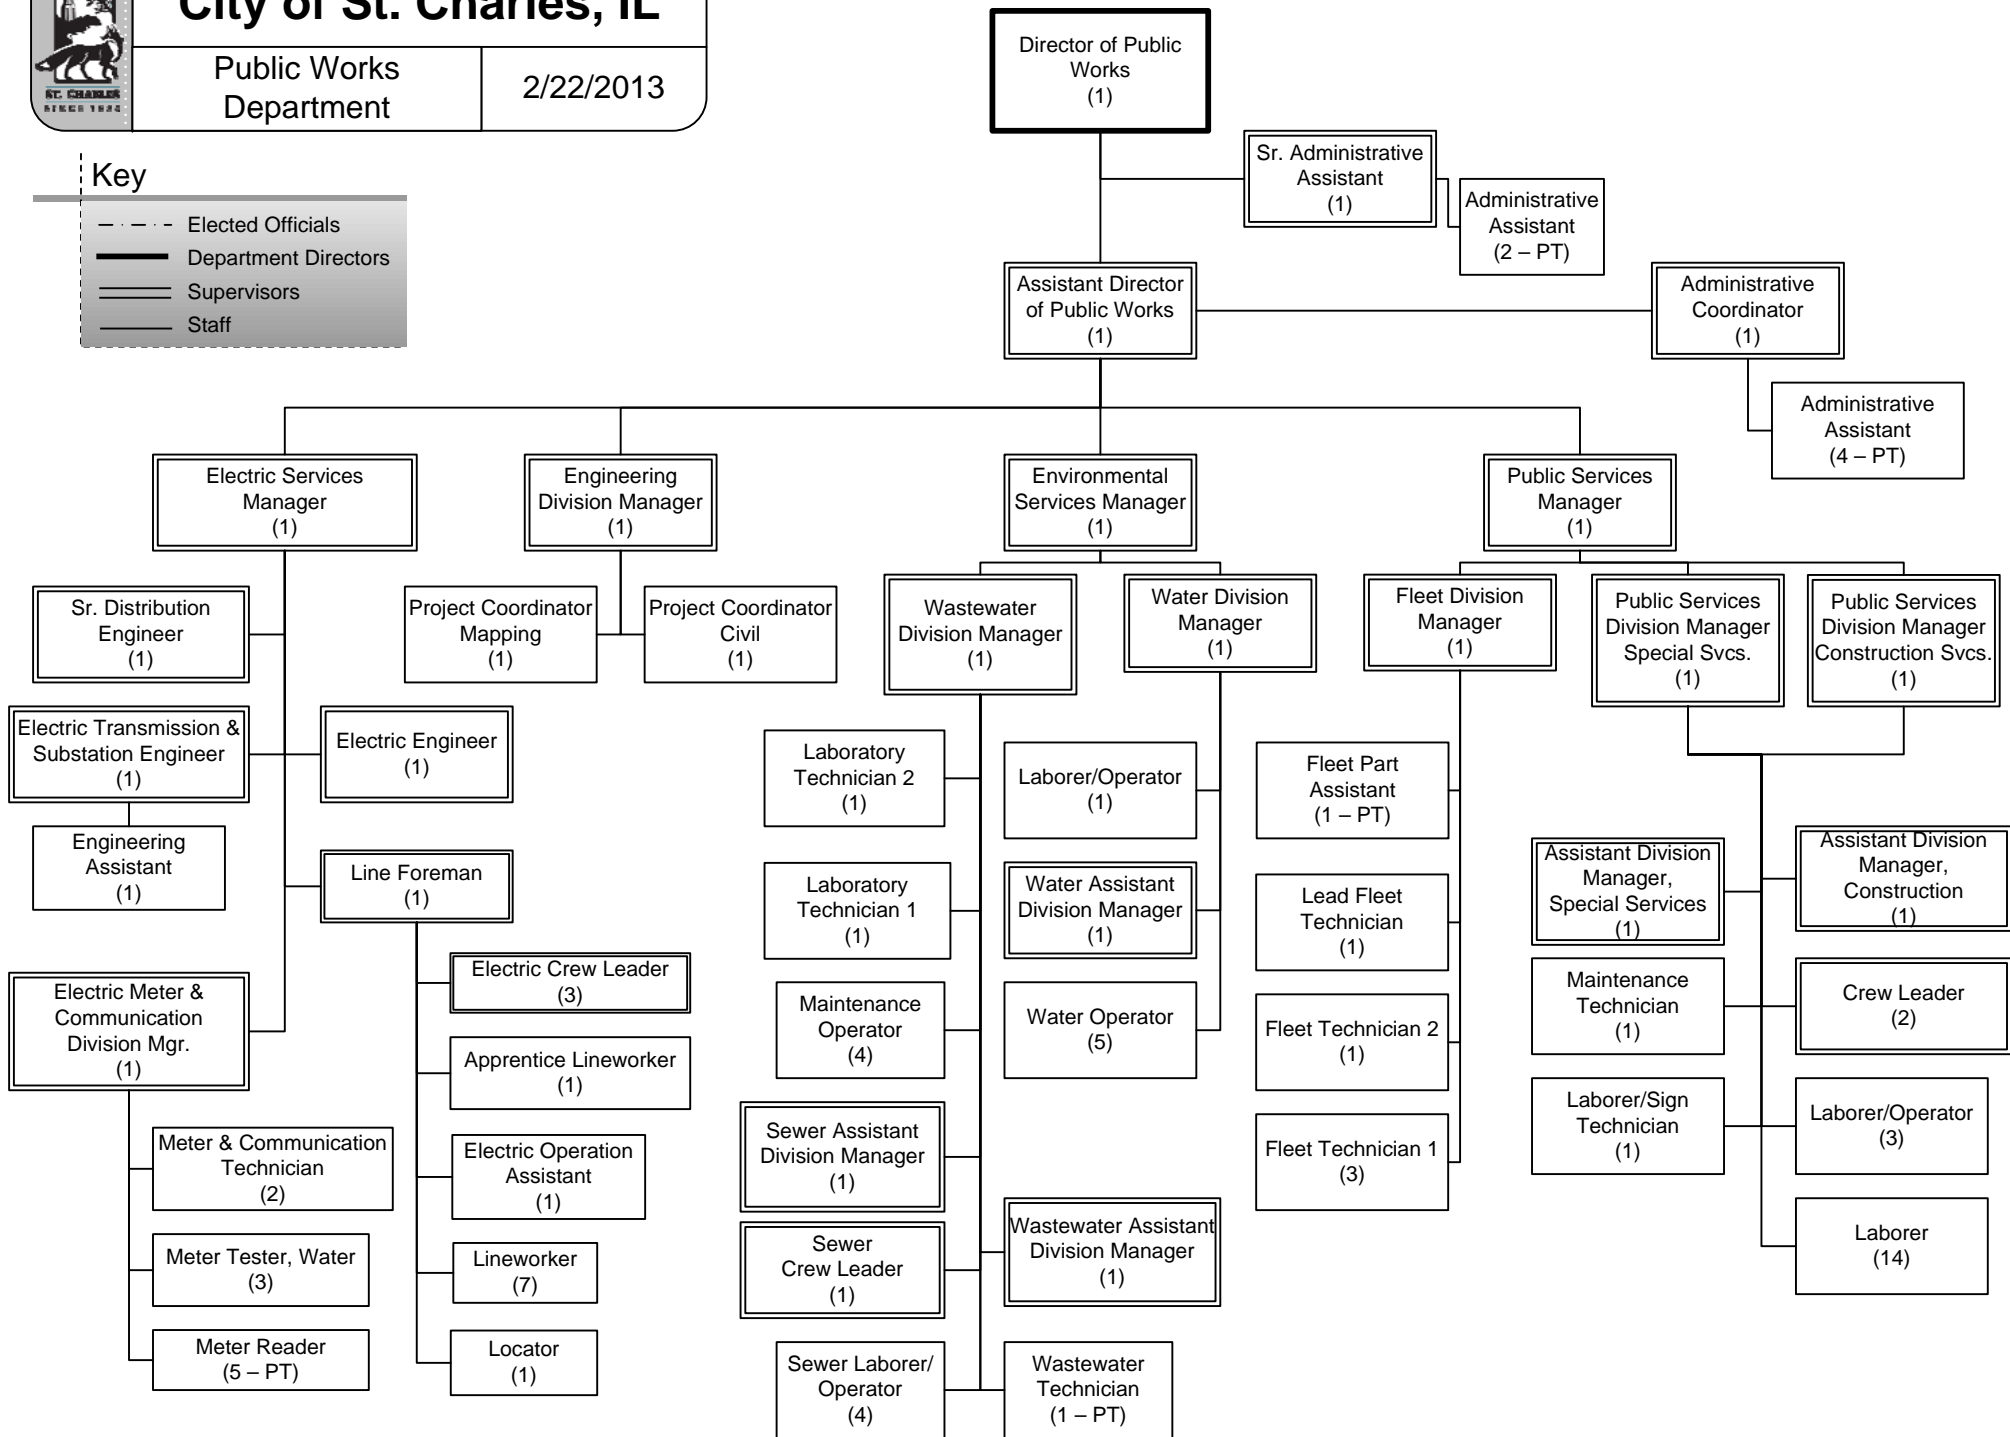 City of St. Charles, IL
Public Works
Department
2/22/2013
ST. CHARLES
SINCE 1834
Key
Elected Officials
Department Directors
Supervisors
Staff
Director of Public
Works
(1)
Sr. Administrative
Assistant
(1)
Administrative
Assistant
(2 – PT)
Assistant Director
of Public Works
(1)
Administrative
Coordinator
(1)
Administrative
Assistant
(4 – PT)
Electric Services
Manager
(1)
Engineering
Division Manager
(1)
Environmental
Services Manager
(1)
Public Services
Manager
(1)
Sr. Distribution
Engineer
(1)
Electric Transmission &
Substation Engineer
(1)
Electric Engineer
(1)
Engineering
Assistant
(1)
Line Foreman
(1)
Electric Meter &
Communication
Division Mgr.
(1)
Electric Crew Leader
(3)
Apprentice Lineworker
(1)
Electric Operation
Assistant
(1)
Lineworker
(7)
Locator
(1)
Meter & Communication
Technician
(2)
Meter Tester, Water
(3)
Meter Reader
(5 – PT)
Project Coordinator
Mapping
(1)
Project Coordinator
Civil
(1)
Wastewater
Division Manager
(1)
Water Division
Manager
(1)
Laboratory
Technician 2
(1)
Laboratory
Technician 1
(1)
Maintenance
Operator
(4)
Sewer Assistant
Division Manager
(1)
Sewer
Crew Leader
(1)
Sewer Laborer/
Operator
(4)
Wastewater Assistant
Division Manager
(1)
Wastewater
Technician
(1 – PT)
Laborer/Operator
(1)
Water Assistant
Division Manager
(1)
Water Operator
(5)
Fleet Division
Manager
(1)
Public Services
Division Manager
Special Svcs.
(1)
Public Services
Division Manager
Construction Svcs.
(1)
Fleet Part
Assistant
(1 – PT)
Lead Fleet
Technician
(1)
Fleet Technician 2
(1)
Fleet Technician 1
(3)
Assistant Division
Manager,
Special Services
(1)
Assistant Division
Manager,
Construction
(1)
Maintenance
Technician
(1)
Crew Leader
(2)
Laborer/Sign
Technician
(1)
Laborer/Operator
(3)
Laborer
(14)